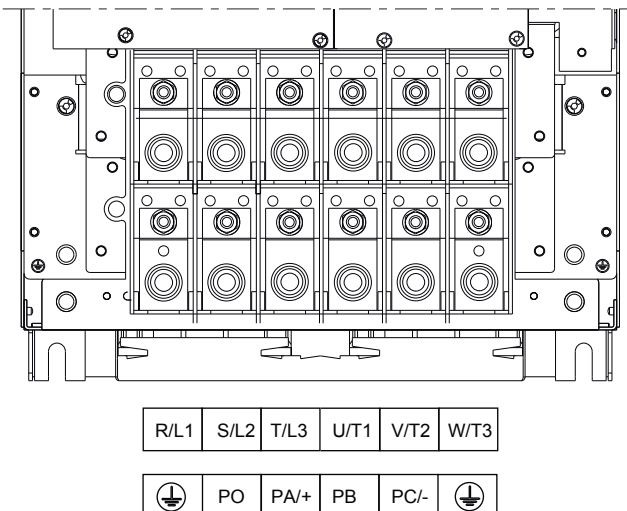 R/L1 S/L2 T/L3 U/T1 V/T2 W/T3
PO PA/+ PB PC/-